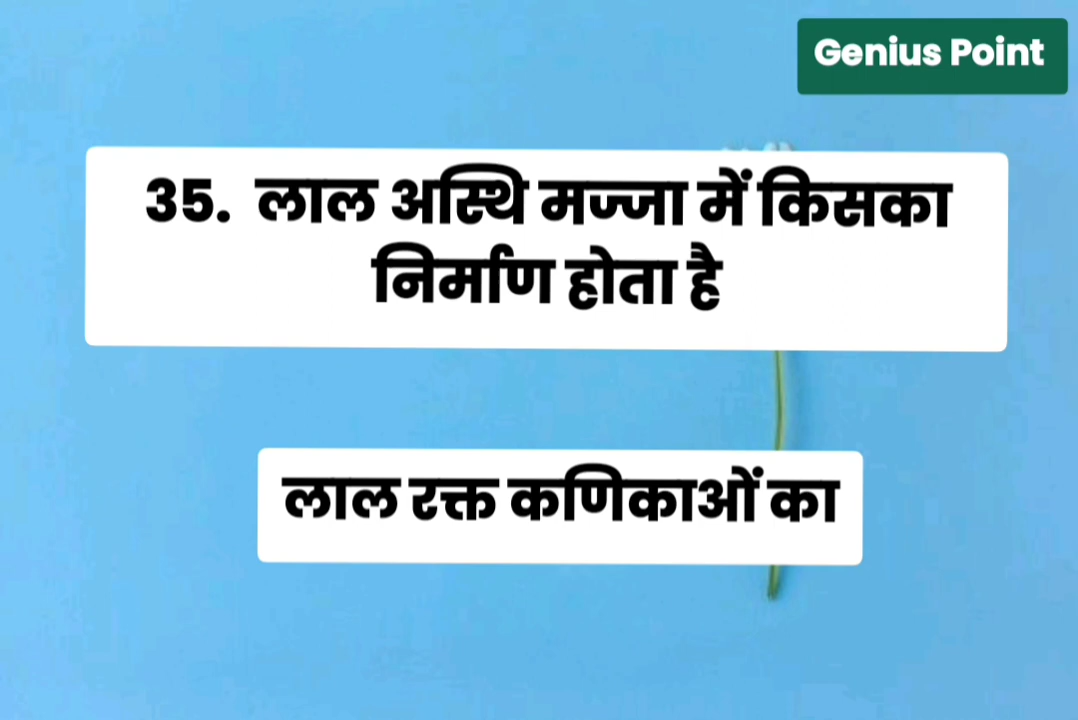 Genius Point
35. लाल अस्थि मज्जा में किसका
निर्माण होता है
लाल रक्त कणिकाओं का